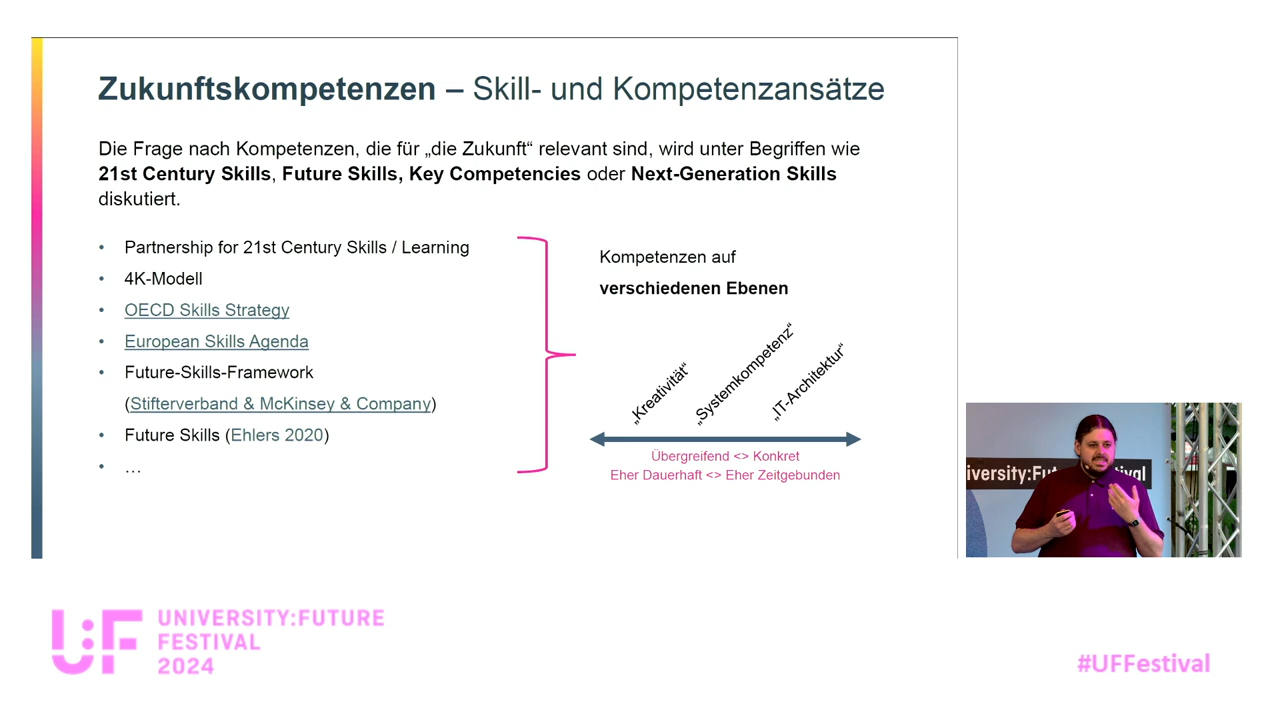 Zukunftskompetenzen – Skill- und Kompetenzansätze
Die Frage nach Kompetenzen, die für „die Zukunft“ relevant sind, wird unter Begriffen wie
21st Century Skills, Future Skills, Key Competencies oder Next-Generation Skills
diskutiert.
• Partnership for 21st Century Skills / Learning
• 4K-Modell
• OECD Skills Strategy
• European Skills Agenda
• Future-Skills-Framework
(Stifterverband & McKinsey & Company)
• Future Skills (Ehlers 2020)
• …
Kompetenzen auf
verschiedenen Ebenen
„Kreativität“
„Systemkompetenz“
„IT-Architektur“
Übergreifend <> Konkret
Eher Dauerhaft <> Eher Zeitgebunden
iversity:Fu
val
U:F
UNIVERSITY:FUTURE
FESTIVAL
2024
#UFFestival